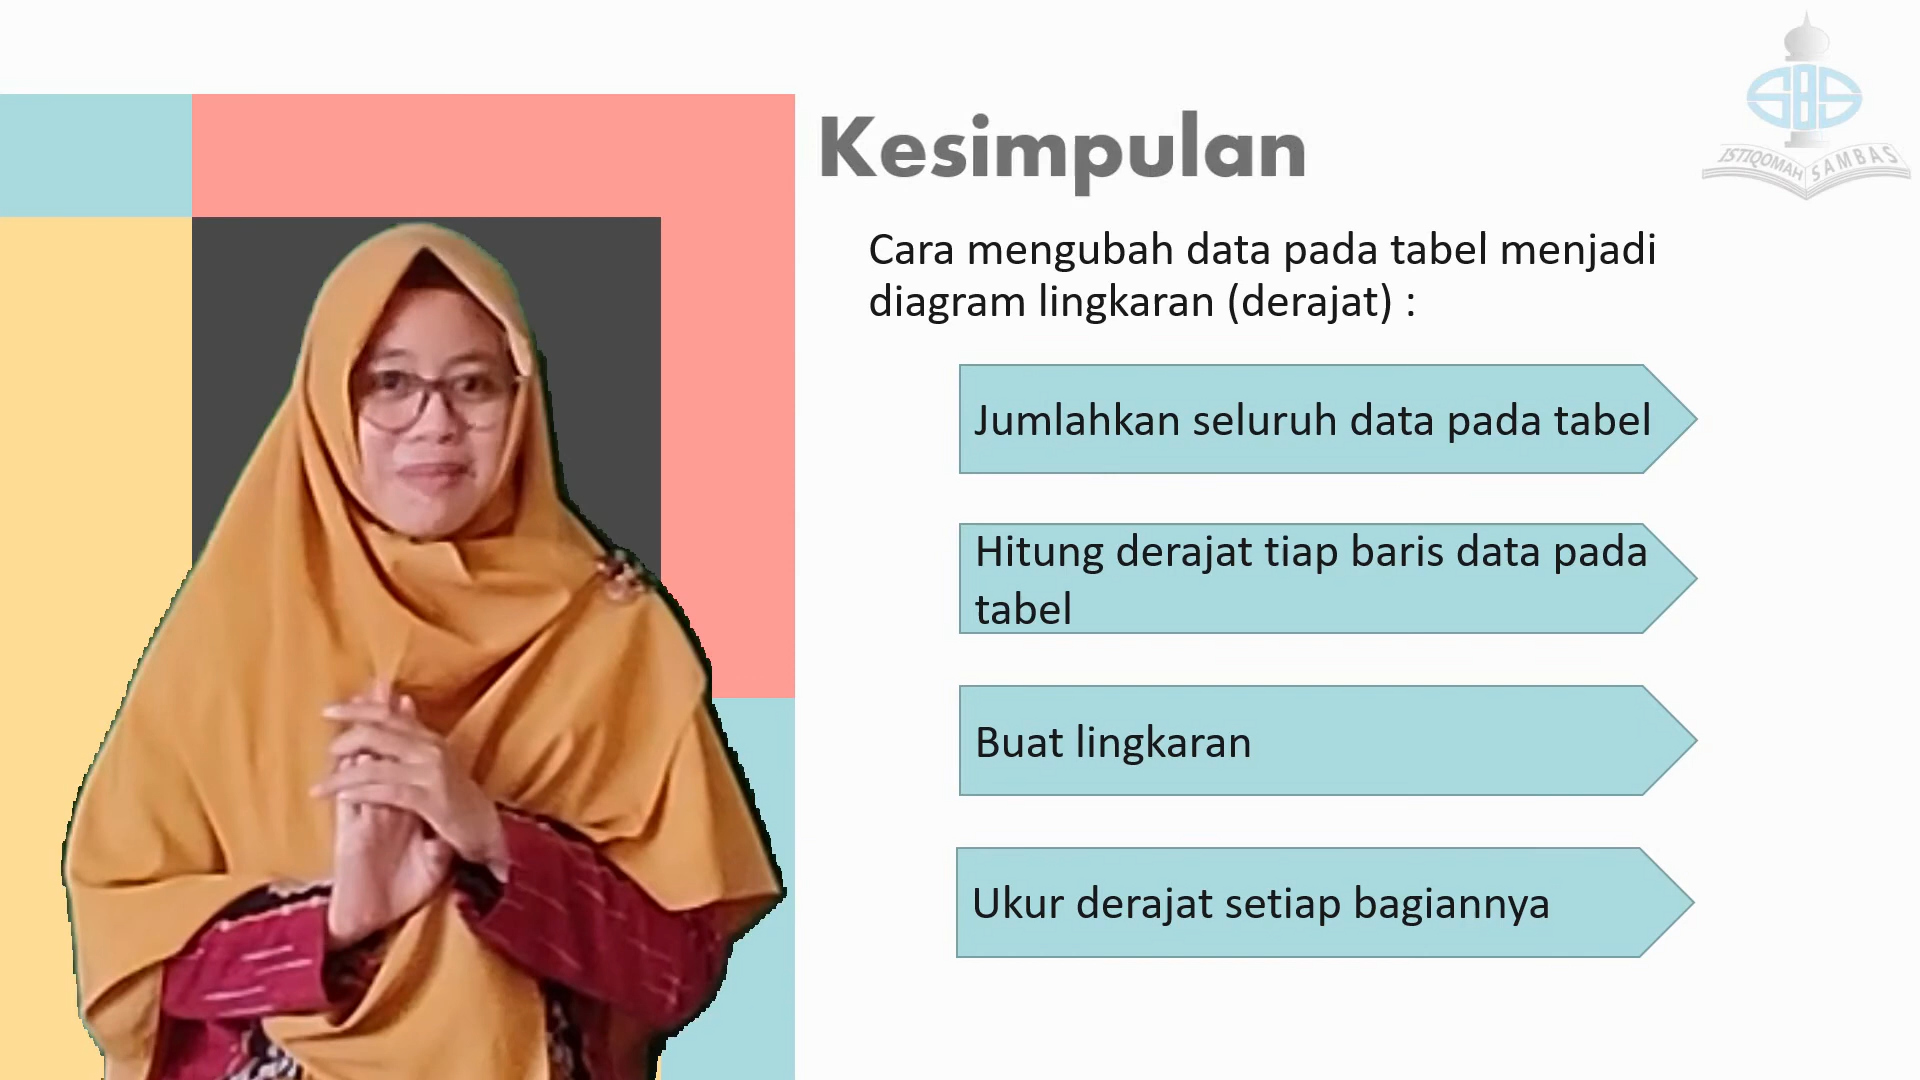 SBS
ISTIQOMAH SAMBAS
Kesimpulan
Cara mengubah data pada tabel menjadi
diagram lingkaran (derajat) :
Jumlahkan seluruh data pada tabel
Hitung derajat tiap baris data pada
tabel
Buat lingkaran
Ukur derajat setiap bagiannya